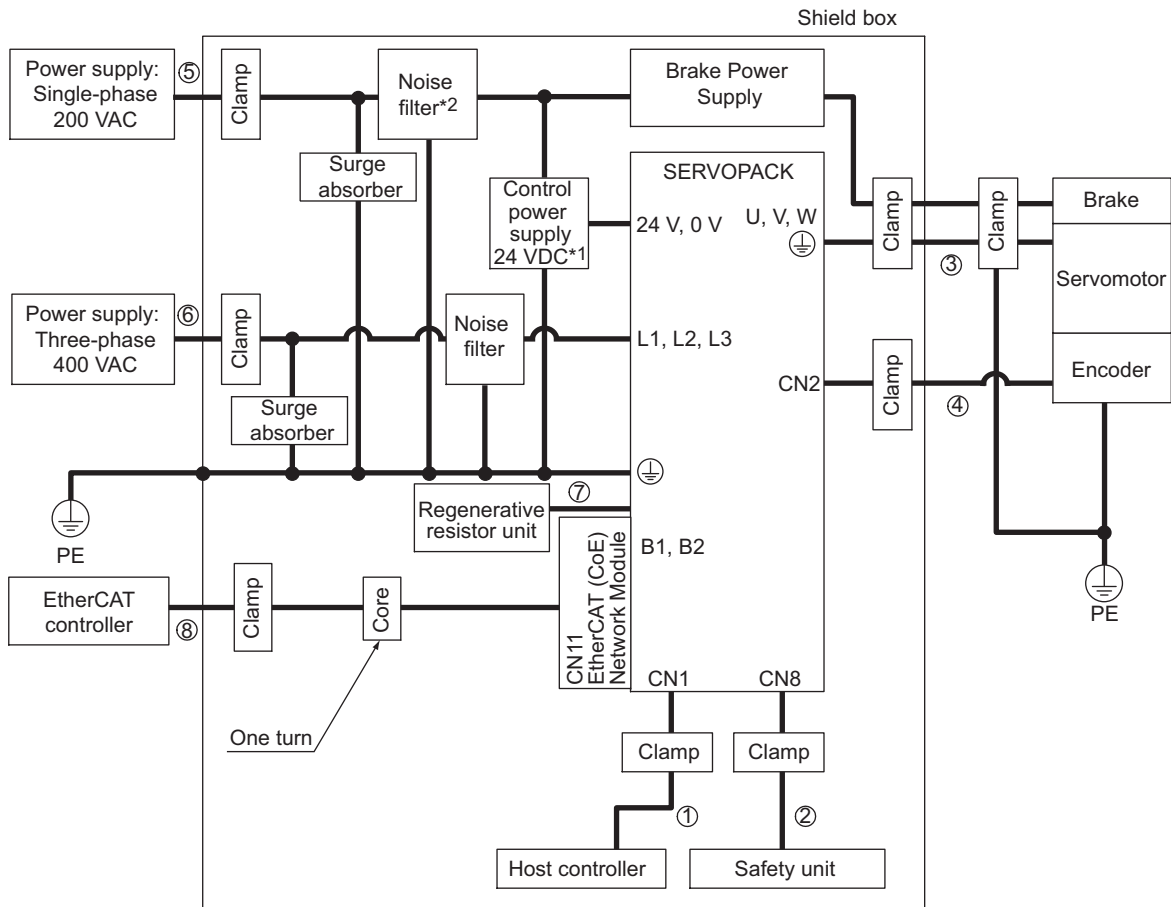 Shield box
Power supply:
Single-phase
200 VAC
⑤
Clamp
Noise
filter*2
Brake Power
Supply
Surge
absorber
Control
power
supply
24 VDC*1
SERVOPACK
24 V, 0 V
U, V, W
Clamp
Clamp
③
Brake
Servomotor
Encoder
Power supply:
Three-phase
400 VAC
⑥
Clamp
Noise
filter
L1, L2, L3
CN2
Clamp
④
Surge
absorber
PE
Regenerative
resistor unit
⑦
B1, B2
PE
EtherCAT
controller
⑧
Clamp
Core
CN11
EtherCAT (CoE)
Network Module
One turn
CN1
CN8
Clamp
Clamp
①
②
Host controller
Safety unit